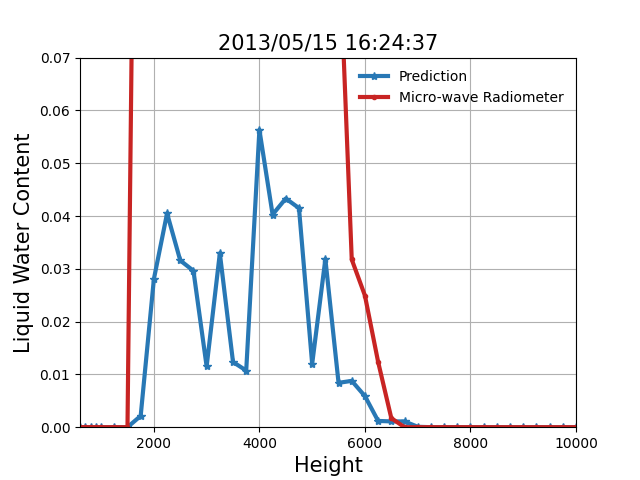 2013/05/15 16:24:37
Prediction
Micro-wave Radiometer
Liquid Water Content
0.07
0.06
0.05
0.04
0.03
0.02
0.01
0.00
2000 4000 6000 8000 10000
Height